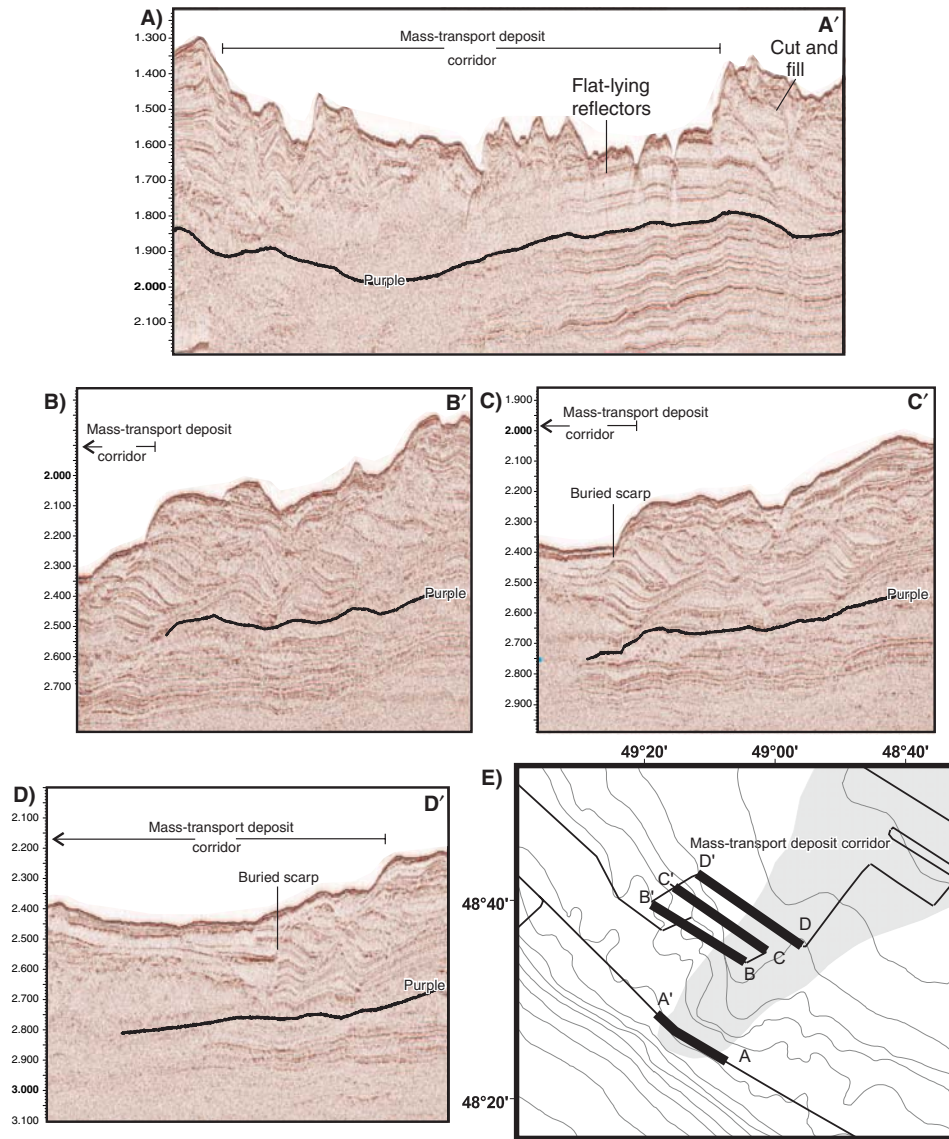 A)
A′
Mass-transport deposit
corridor
Cut and
fill
Flat-lying
reflectors
1.300
1.400
1.500
1.600
1.700
1.800
1.900
2.000
2.100
Purple
B)
B′
Mass-transport deposit
corridor
2.000
2.100
2.200
2.300
2.400
2.500
2.600
2.700
Purple
C)
C′
Mass-transport deposit
corridor
Buried scarp
1.900
2.000
2.100
2.200
2.300
2.400
2.500
2.600
2.700
2.800
2.900
Purple
D)
D′
Mass-transport deposit
corridor
Buried scarp
2.000
2.100
2.200
2.300
2.400
2.500
2.600
2.700
2.800
2.900
3.000
3.100
Purple
49°20' 49°00' 48°40'
E)
Mass-transport deposit corridor
D'
C'
B'
48°40'
D
C
B
A'
A
48°20'